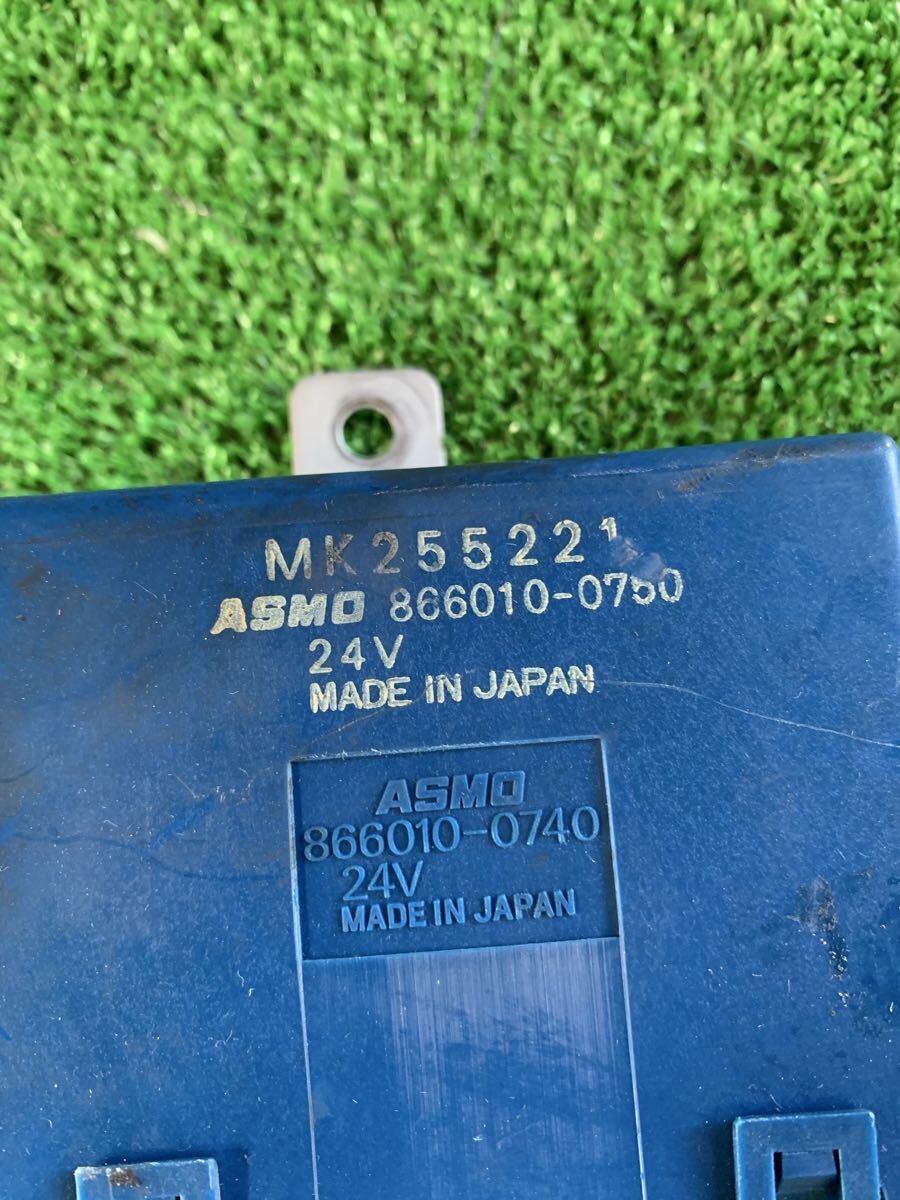 MK255221
ASMO 866010-0750
24V
MADE IN JAPAN
ASMO
866010-0740
24V
MADE IN JAPAN